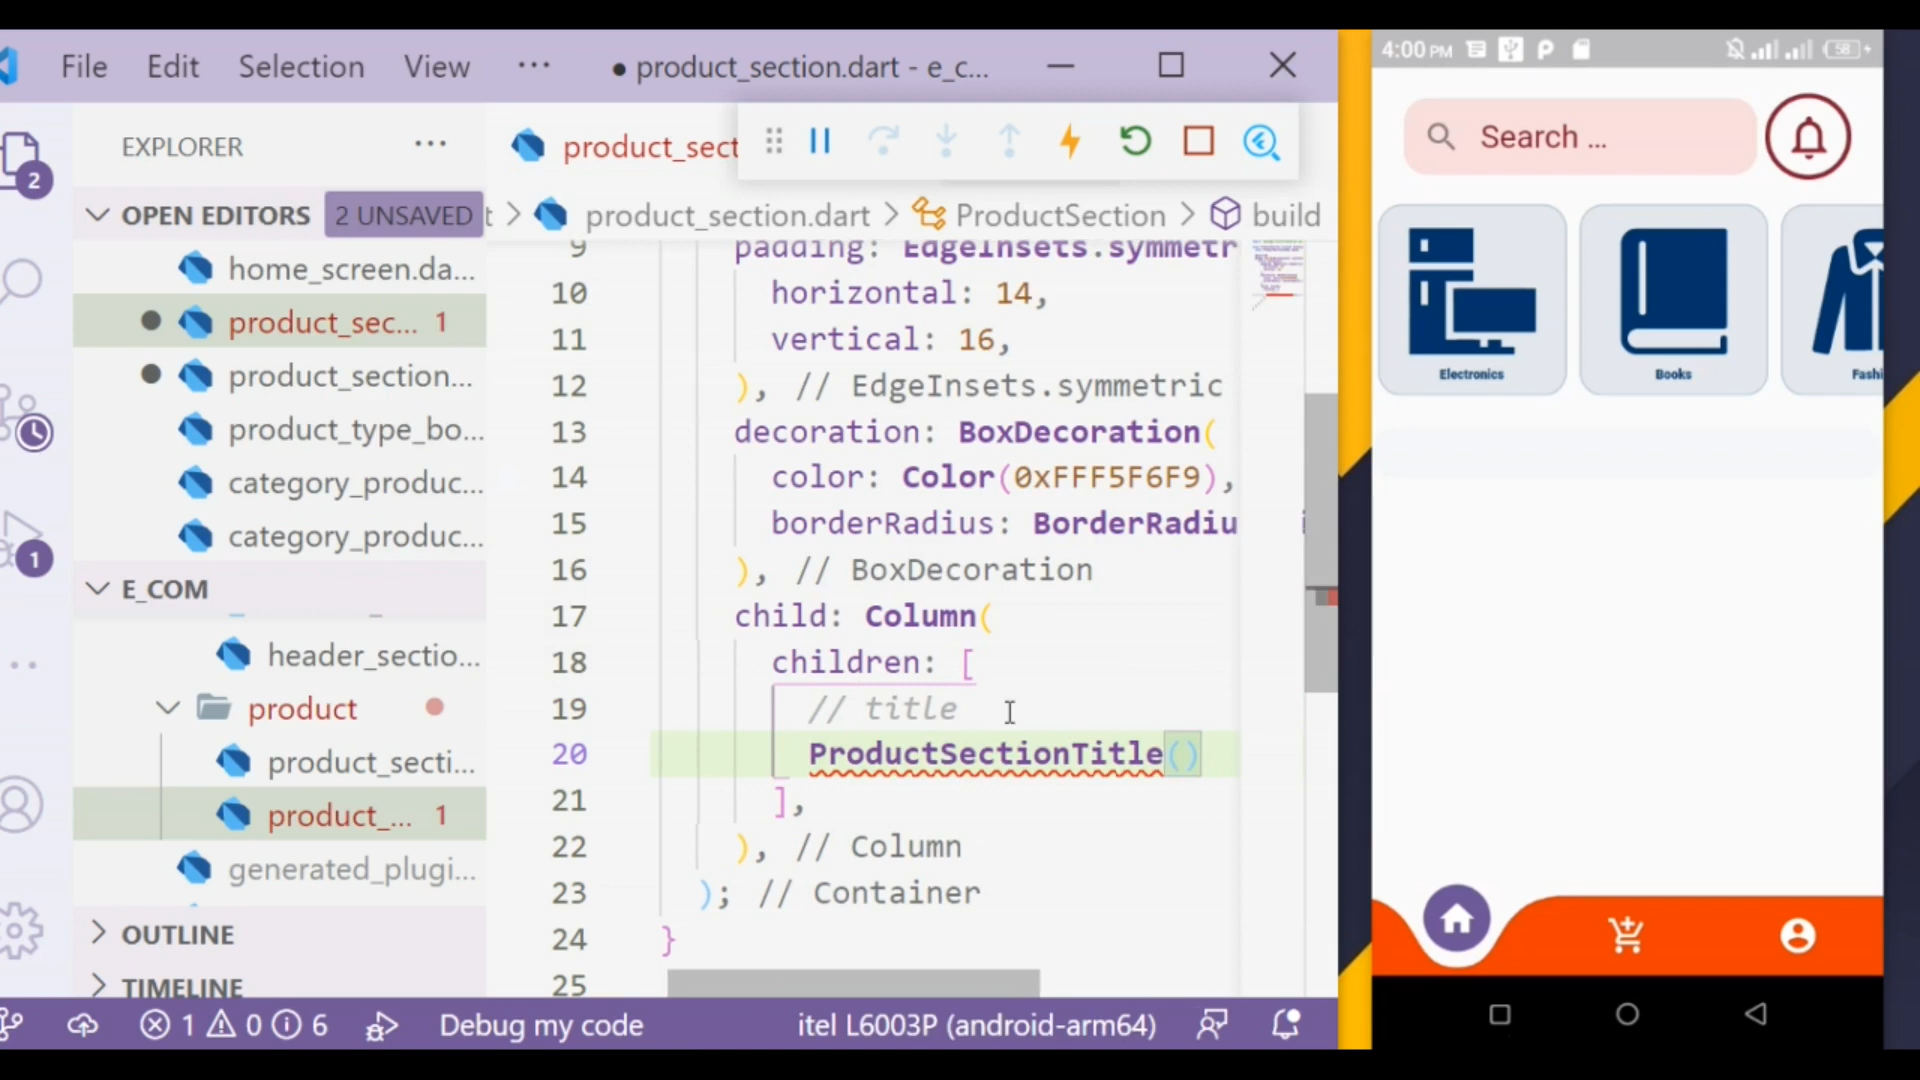 File Edit Selection View ... ● product_section.dart - e_c...
EXPLORER ...
OPEN EDITORS 2 UNSAVED
home_screen.da...
product_sec... 1
product_section...
product_type_bo...
category_produc...
category_produc...
E_COM
header_sectio...
product
product_secti...
product_... 1
generated_plugi...
OUTLINE
TIMELINE
2
1
product_sect
t > product_section.dart > ProductSection > build
9 padding: EdgeInsets.symmetr
10 horizontal: 14,
11 vertical: 16,
12 ), // EdgeInsets.symmetric
13 decoration: BoxDecoration(
14 color: Color(0xFFF5F6F9),
15 borderRadius: BorderRadiu
16 ), // BoxDecoration
17 child: Column(
18 children: [
19 // title
20 ProductSectionTitle()
21 ],
22 ), // Column
23 ); // Container
24 }
25
1 0 6 Debug my code itel L6003P (android-arm64)
4:00 PM 58
Search ...
Electronics
Books
Fashi